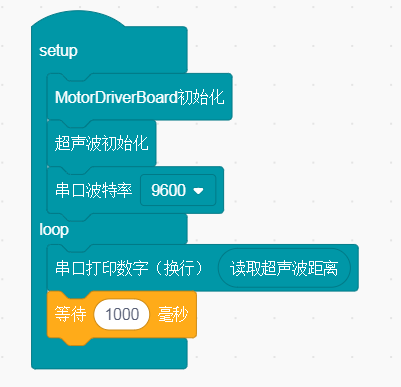 setup
MotorDriverBoard初始化
超声波初始化
串口波特率 9600
loop
串口打印数字（换行） 读取超声波距离
等待 1000 毫秒